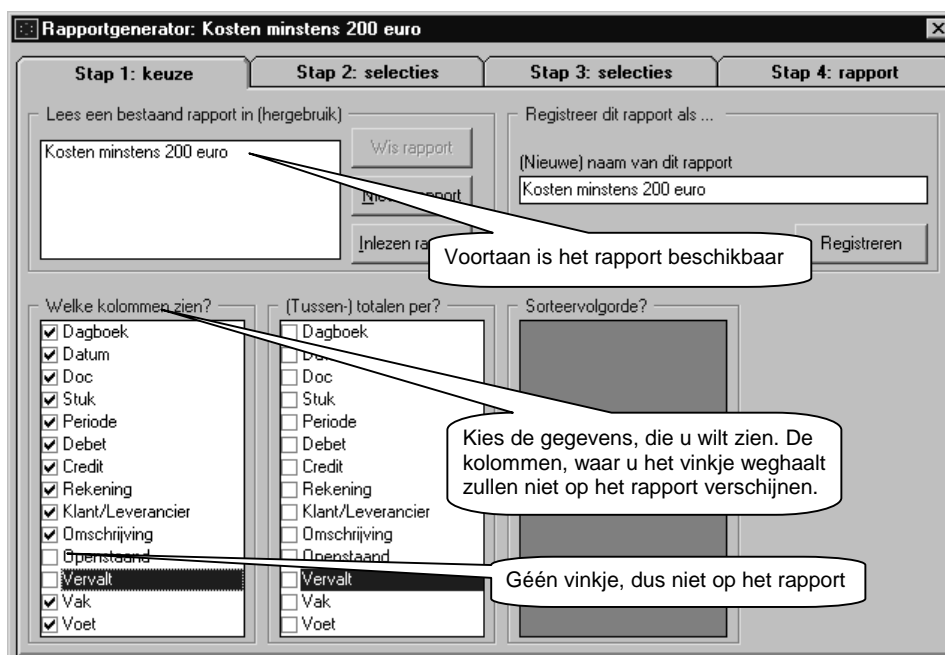 Rapportgenerator: Kosten minstens 200 euro
Stap 1: keuze
Stap 2: selecties
Stap 3: selecties
Stap 4: rapport
Lees een bestaand rapport in (hergebruik)
Kosten minstens 200 euro
Wis rapport
Inlezen
Registreer dit rapport als ...
(Nieuwe) naam van dit rapport
Kosten minstens 200 euro
Registreren
Voortaan is het rapport beschikbaar
Welke kolommen zien?
Dagboek
Datum
Doc
Stuk
Periode
Debet
Credit
Rekening
Klant/Leverancier
Omschrijving
Openstaand
Vervalt
Vak
Voet
(Tussen-) totalen per?
Dagboek
Doc
Stuk
Periode
Debet
Credit
Rekening
Klant/Leverancier
Omschrijving
Openstaand
Vervalt
Vak
Voet
Sorteervolgorde?
Kies de gegevens, die u wilt zien. De
kolommen, waar u het vinkje weghaalt
zullen niet op het rapport verschijnen.
Géén vinkje, dus niet op het rapport